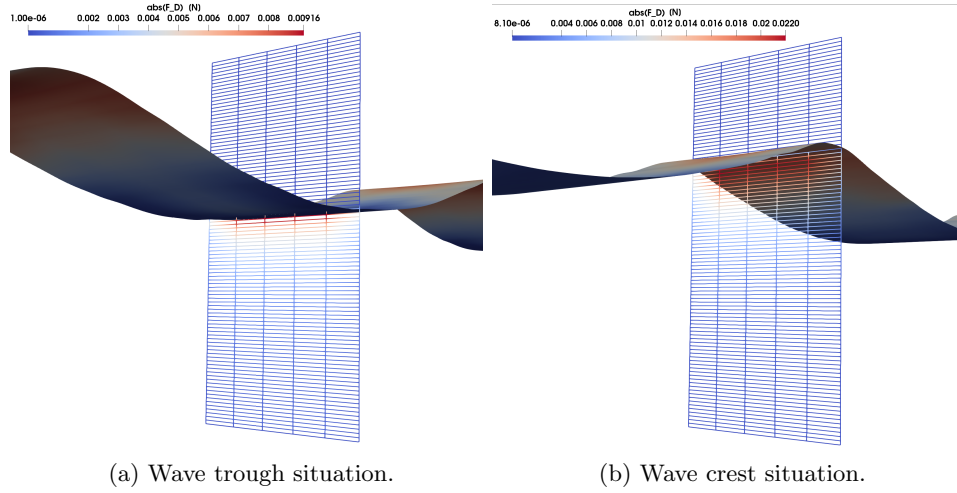 abs(F_D) (N)
1.00e-06 0.002 0.003 0.004 0.005 0.006 0.007 0.00916
abs(F_D) (N)
8.10e-06 0.004 0.006 0.008 0.01 0.012 0.014 0.016 0.018 0.02 0.0220
(a) Wave trough situation.
(b) Wave crest situation.